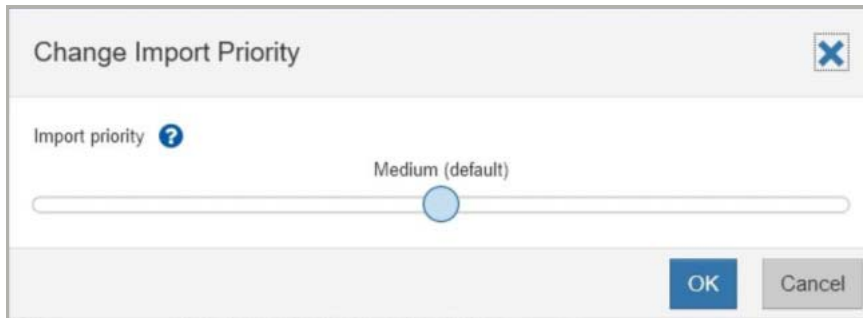 Change Import Priority
Import priority ?
Medium (default)
OK Cancel